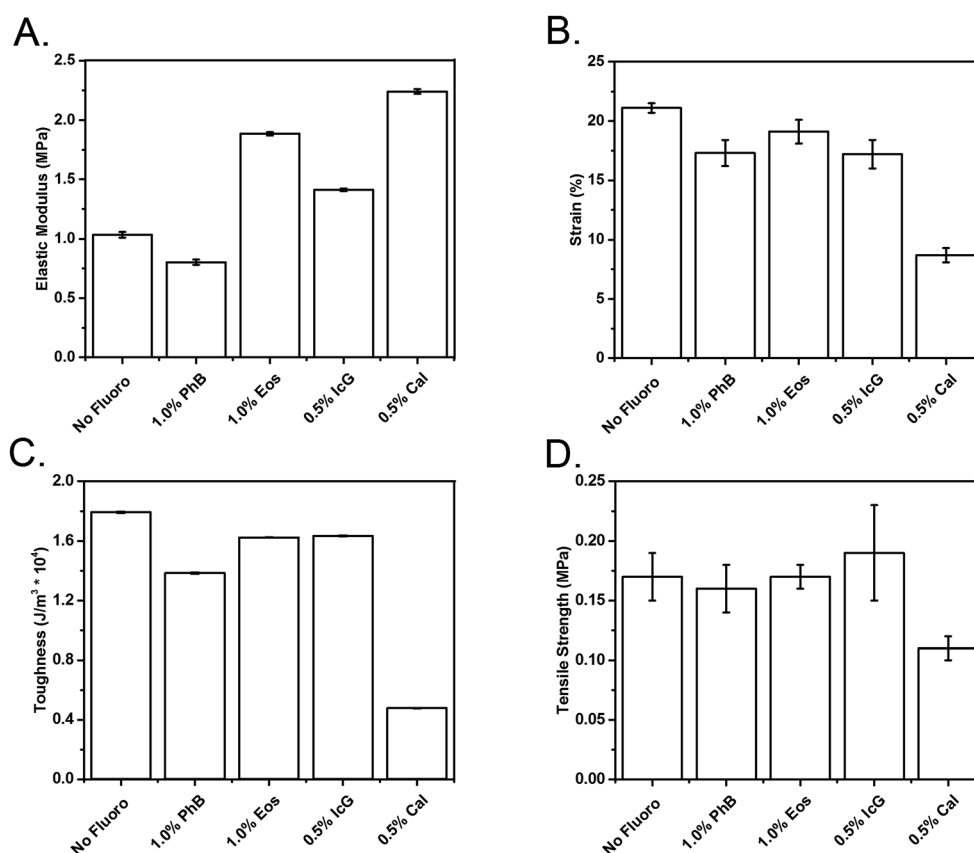 A.
Elastic Modulus (MPa)
2.5
2.0
1.5
1.0
0.5
0.0
No Fluoro
1.0% PhB
1.0% Eos
0.5% IcG
0.5% Cal
B.
Strain (%)
25
20
15
10
5
0
No Fluoro
1.0% PhB
1.0% Eos
0.5% IcG
0.5% Cal
C.
Toughness (J/m³ * 10⁴)
2.0
1.6
1.2
0.8
0.4
0.0
No Fluoro
1.0% PhB
1.0% Eos
0.5% IcG
0.5% Cal
D.
Tensile Strength (MPa)
0.25
0.20
0.15
0.10
0.05
0.00
No Fluoro
1.0% PhB
1.0% Eos
0.5% IcG
0.5% Cal